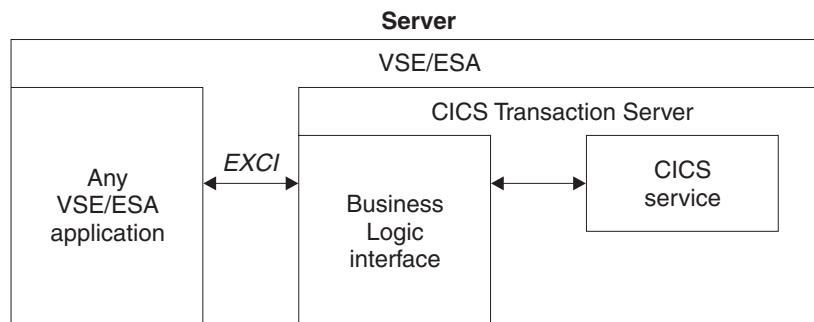 Server
VSE/ESA
CICS Transaction Server
EXCI
Any
VSE/ESA
application
Business
Logic
interface
CICS
service